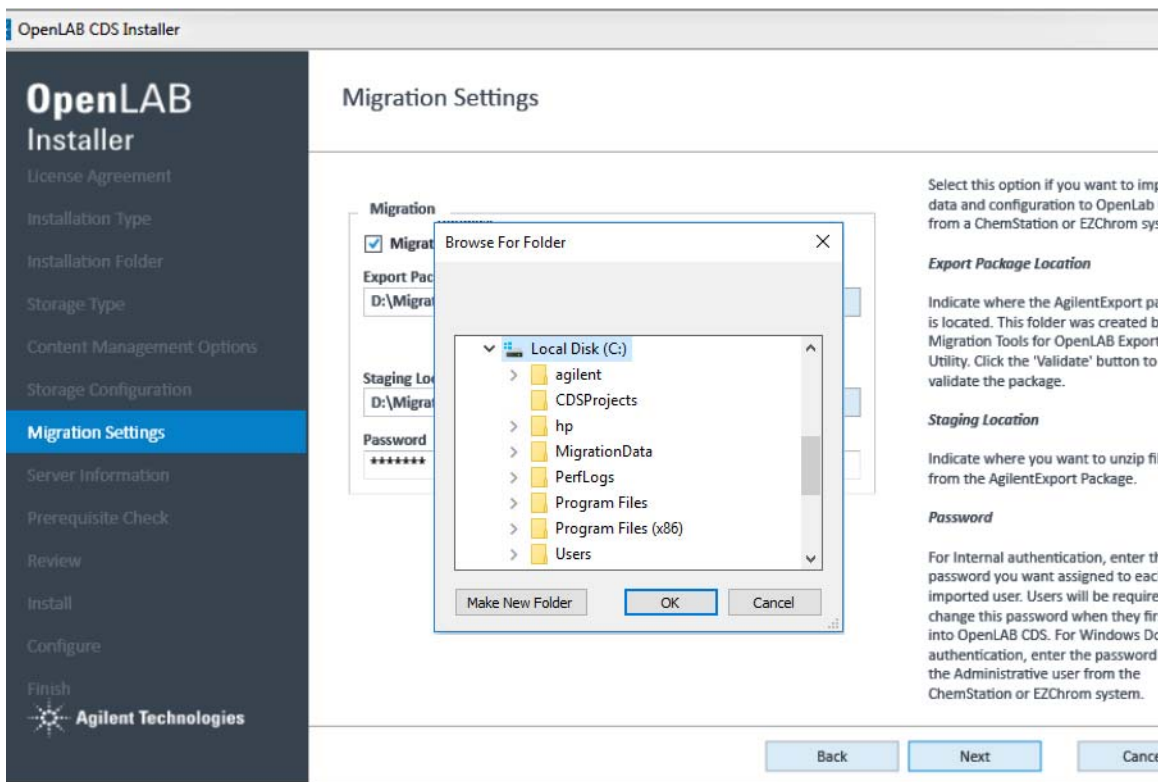 OpenLAB CDS Installer
OpenLAB
Installer
License Agreement
Installation Type
Installation Folder
Storage Type
Content Management Options
Storage Configuration
Migration Settings
Server Information
Prerequisite Check
Review
Install
Configure
Finish
Agilent Technologies
Migration Settings
Migration
Migrat
Export Pac
D:\Migrat
Staging Loc
D:\Migrat
Password
*******
Browse For Folder
Local Disk (C:)
agilent
CDSProjects
hp
MigrationData
PerfLogs
Program Files
Program Files (x86)
Users
Make New Folder
OK
Cancel
Select this option if you want to imp
data and configuration to OpenLab
from a ChemStation or EZChrom sys
Export Package Location
Indicate where the AgilentExport pa
is located. This folder was created b
Migration Tools for OpenLAB Export
Utility. Click the 'Validate' button to
validate the package.
Staging Location
Indicate where you want to unzip fi
from the AgilentExport Package.
Password
For Internal authentication, enter th
password you want assigned to eac
imported user. Users will be require
change this password when they fir
into OpenLAB CDS. For Windows Do
authentication, enter the password
the Administrative user from the
ChemStation or EZChrom system.
Back
Next
Cance